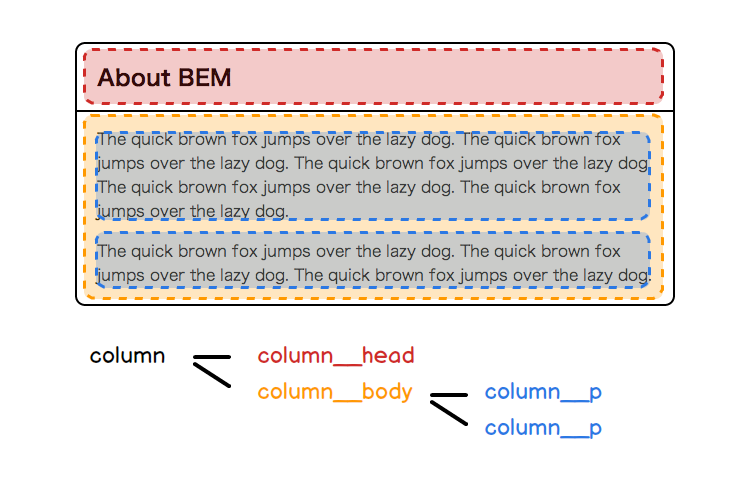 About BEM
The quick brown fox jumps over the lazy dog. The quick brown fox
jumps over the lazy dog. The quick brown fox jumps over the lazy dog.
The quick brown fox jumps over the lazy dog. The quick brown fox
jumps over the lazy dog.
The quick brown fox jumps over the lazy dog. The quick brown fox
jumps over the lazy dog. The quick brown fox jumps over the lazy dog.
column
column__head
column__body
column__p
column__p